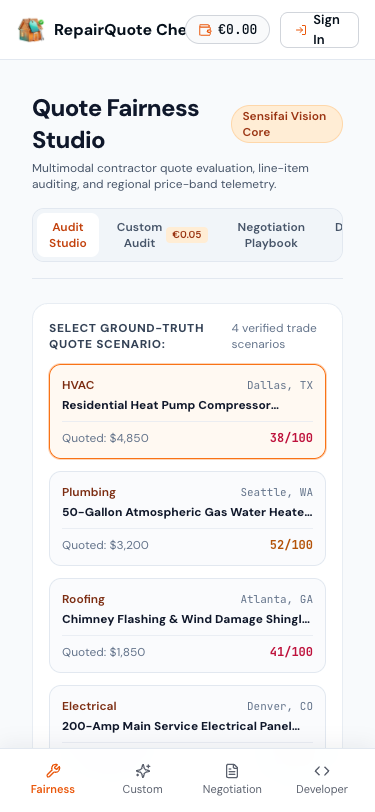 RepairQuote Che
€0.00
Sign
In
Quote Fairness
Studio
Sensifai Vision
Core
Multimodal contractor quote evaluation, line-item
auditing, and regional price-band telemetry.
Audit
Studio
Custom
Audit
€0.05
Negotiation
Playbook
D
SELECT GROUND-TRUTH
QUOTE SCENARIO:
4 verified trade
scenarios
HVAC
Dallas, TX
Residential Heat Pump Compressor...
Quoted: $4,850
38/100
Plumbing
Seattle, WA
50-Gallon Atmospheric Gas Water Heate...
Quoted: $3,200
52/100
Roofing
Atlanta, GA
Chimney Flashing & Wind Damage Shingl...
Quoted: $1,850
41/100
Electrical
Denver, CO
200-Amp Main Service Electrical Panel...
Fairness
Custom
Negotiation
Developer